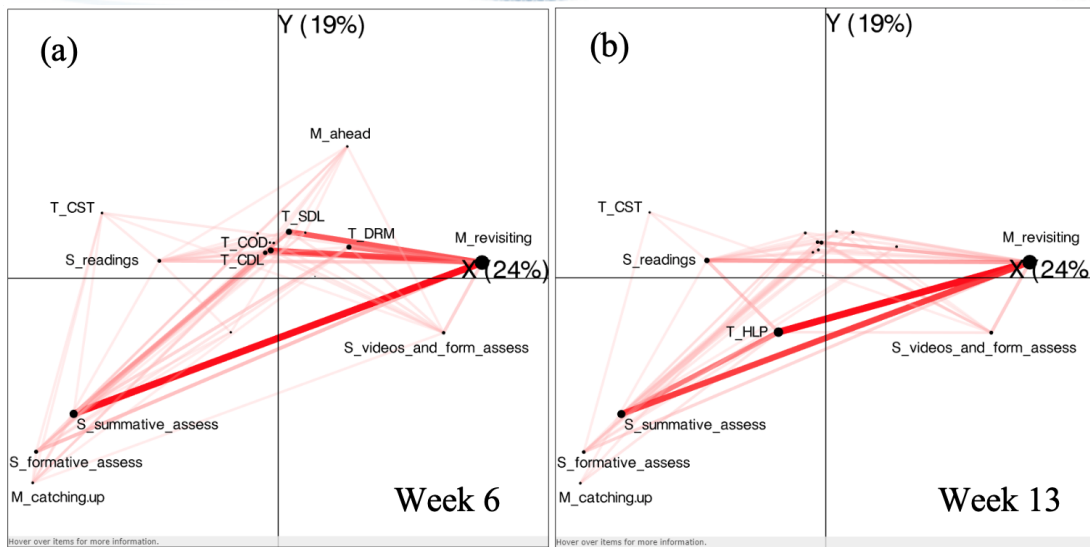 (a)
Y (19%)
M_ahead
T_CST
T_SDL
T_COD
T_DRM
M_revisiting
S_readings
T_CDL
X (24%)
S_videos_and_form_assess
S_summative_assess
S_formative_assess
M_catching.up
Week 6
Hover over items for more information.
(b)
Y (19%)
T_CST
M_revisiting
S_readings
X (24%
T_HLP
S_videos_and_form_assess
S_summative_assess
S_formative_assess
M_catching.up
Week 13
Hover over items for more information.